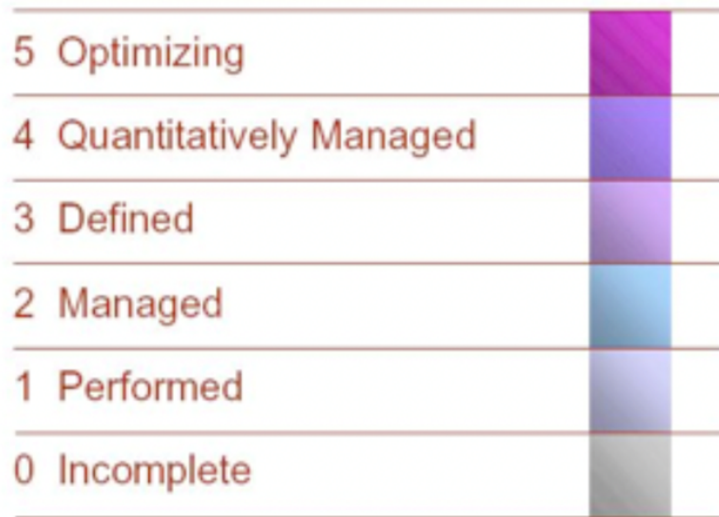 5 Optimizing
4 Quantitatively Managed
3 Defined
2 Managed
1 Performed
0 Incomplete